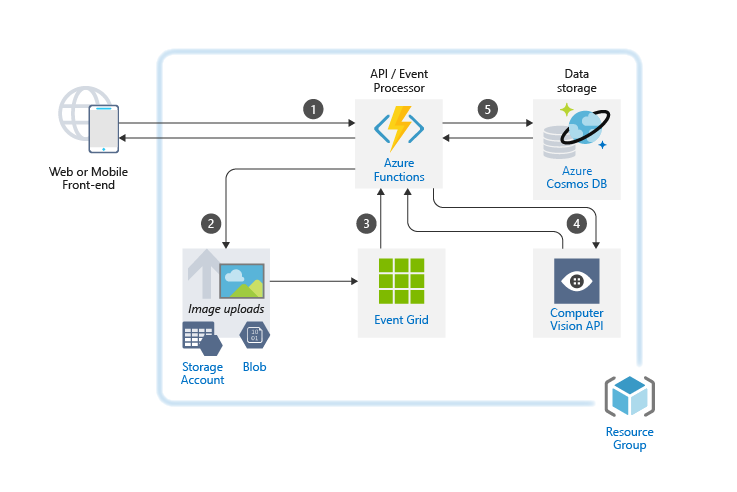 API / Event
Processor
Data
storage
1
5
Azure
Functions
Azure
Cosmos DB
Web or Mobile
Front-end
2
3
4
Image uploads
10
01
Event Grid
Computer
Vision API
Storage
Account
Blob
Resource
Group